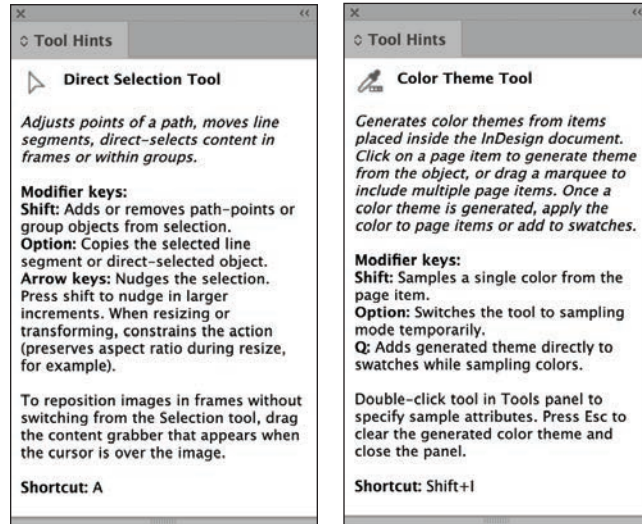 Tool Hints
Direct Selection Tool
Adjusts points of a path, moves line
segments, direct-selects content in
frames or within groups.
Modifier keys:
Shift: Adds or removes path-points or
group objects from selection.
Option: Copies the selected line
segment or direct-selected object.
Arrow keys: Nudges the selection.
Press shift to nudge in larger
increments. When resizing or
transforming, constrains the action
(preserves aspect ratio during resize,
for example).
To reposition images in frames without
switching from the Selection tool, drag
the content grabber that appears when
the cursor is over the image.
Shortcut: A
Tool Hints
Color Theme Tool
Generates color themes from items
placed inside the InDesign document.
Click on a page item to generate theme
from the object, or drag a marquee to
include multiple page items. Once a
color theme is generated, apply the
color to page items or add to swatches.
Modifier keys:
Shift: Samples a single color from the
page item.
Option: Switches the tool to sampling
mode temporarily.
Q: Adds generated theme directly to
swatches while sampling colors.
Double-click tool in Tools panel to
specify sample attributes. Press Esc to
clear the generated color theme and
close the panel.
Shortcut: Shift+I